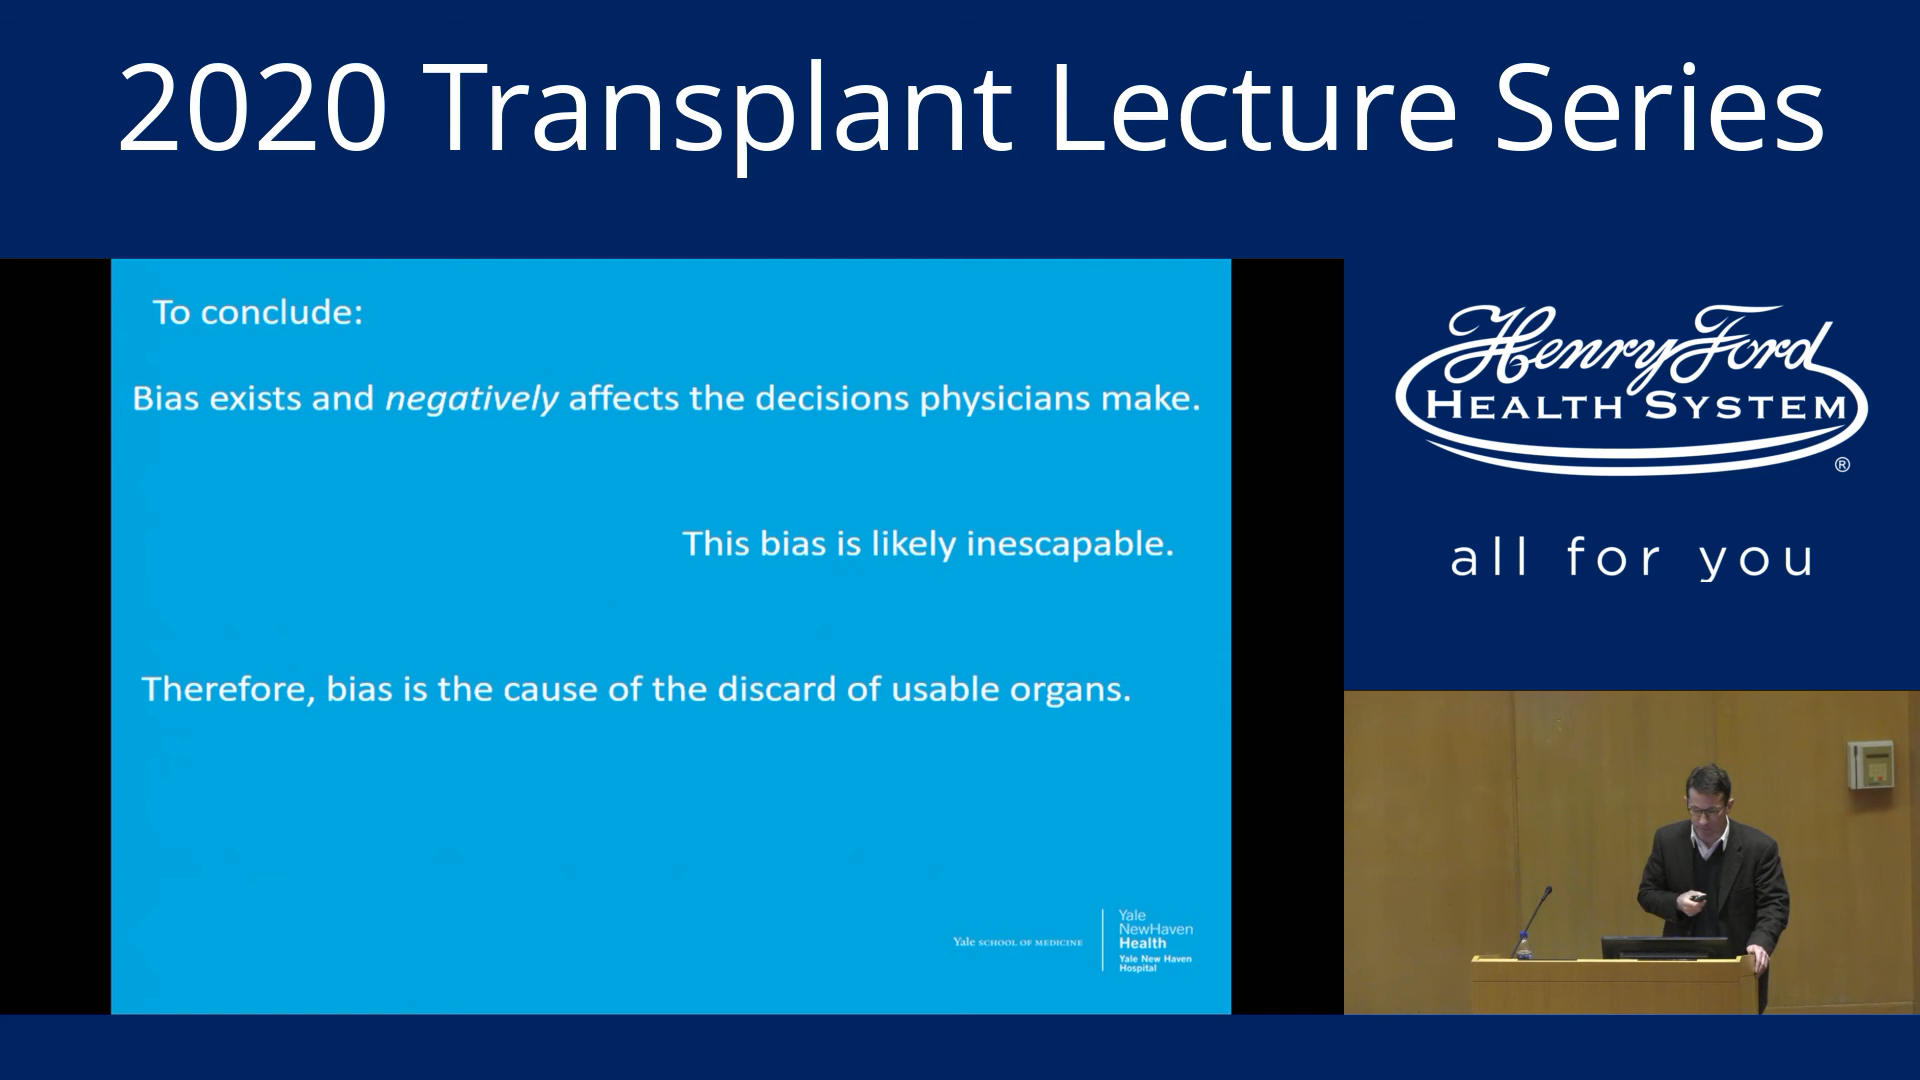 2020 Transplant Lecture Series
To conclude:
Bias exists and negatively affects the decisions physicians make.
This bias is likely inescapable.
Therefore, bias is the cause of the discard of usable organs.
Yale SCHOOL OF MEDICINE
Yale
NewHaven
Health
Yale New Haven
Hospital
Henry Ford
HEALTH SYSTEM
®
all for you